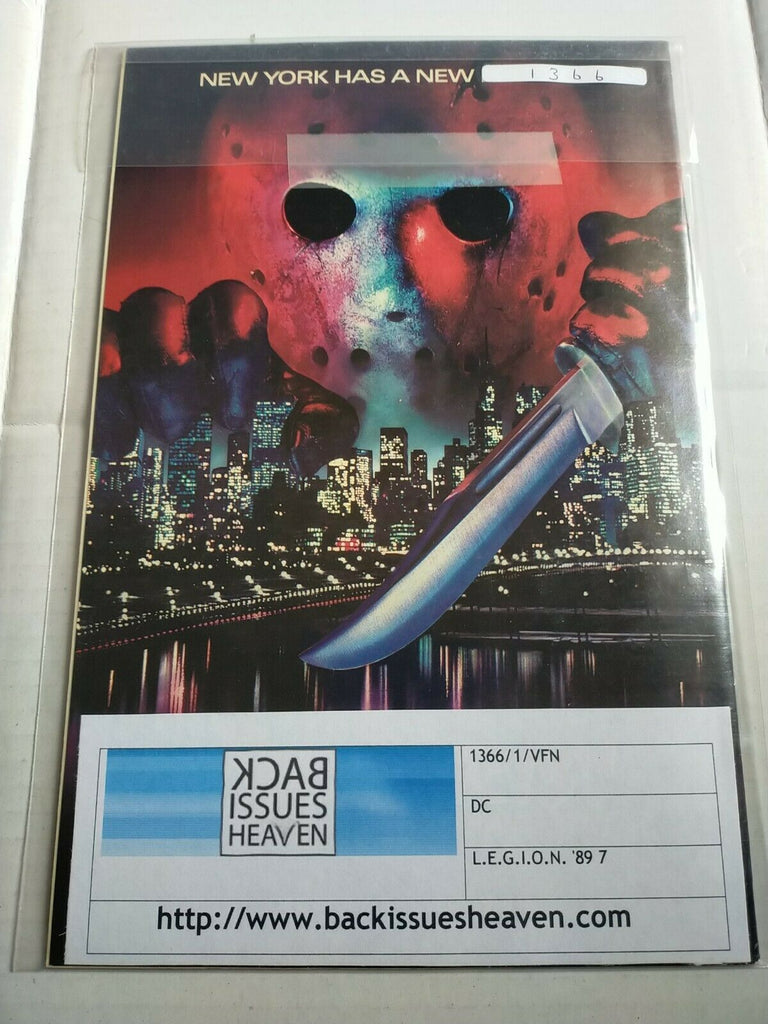 NEW YORK HAS A NEW
1366
BACK
ISSUES
HEAVEN
1366/1/VFN
DC
L.E.G.I.O.N. '89 7
http://www.backissuesheaven.com